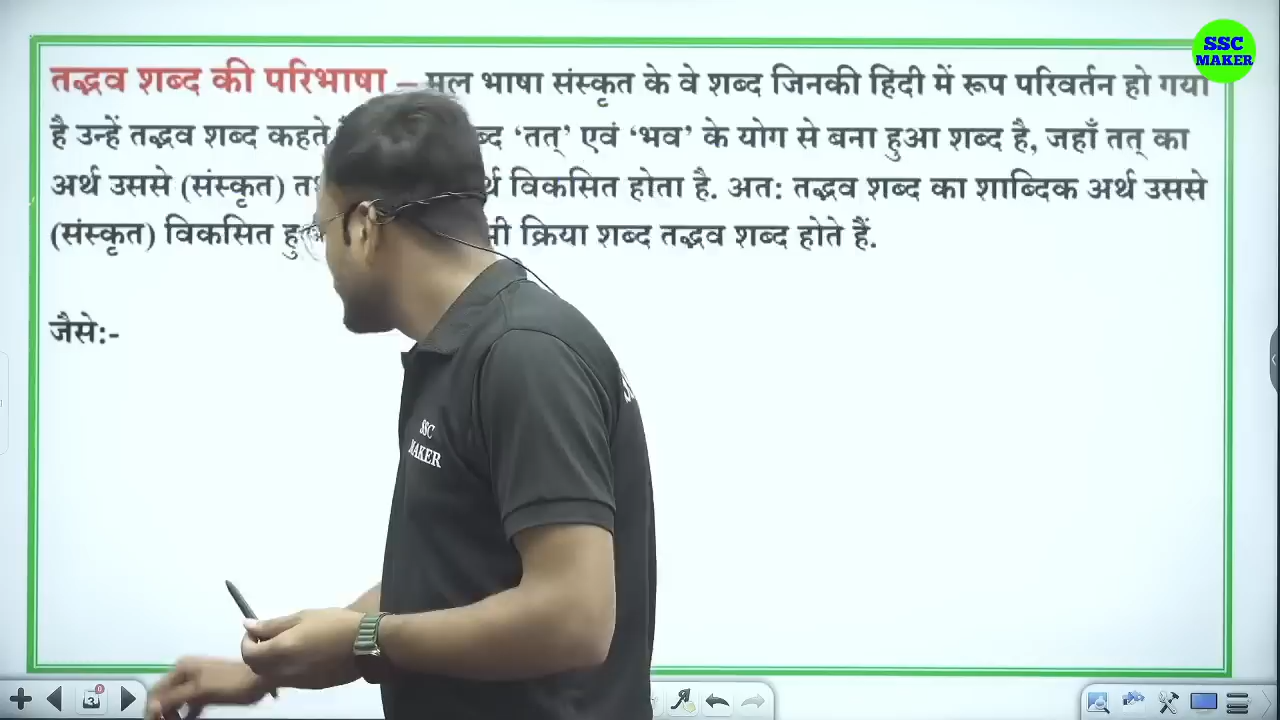 तद्भव शब्द की परिभाषा – मूल भाषा संस्कृत के वे शब्द जिनकी हिंदी में रूप परिवर्तन हो गया
है उन्हें तद्भव शब्द कहते 'तत्' एवं 'भव' के योग से बना हुआ शब्द है, जहाँ तत् का
अर्थ उससे (संस्कृत) विकसित होता है. अत: तद्भव शब्द का शाब्दिक अर्थ उससे
(संस्कृत) विकसित क्रिया शब्द तद्भव शब्द होते हैं.
जैसे:-
SSC
MAKER
SSC
MAKER